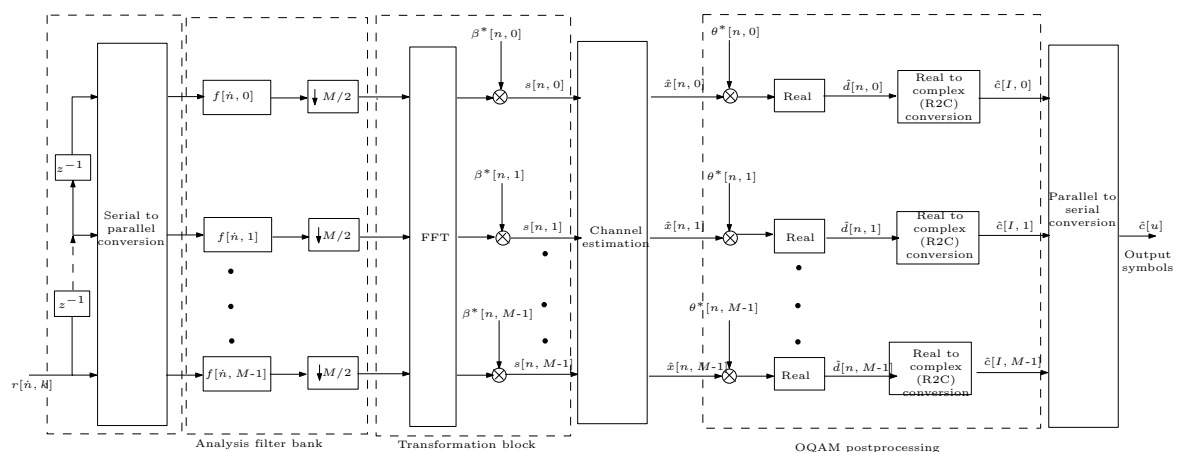 z⁻¹
z⁻¹
r[ṅ, k]
Serial to
parallel
conversion
f[ṅ, 0]
f[ṅ, 1]
f[ṅ, M-1]
↓ M/2
↓ M/2
↓ M/2
Analysis filter bank
FFT
β*[n, 0]
β*[n, 1]
β*[n, M-1]
Transformation block
s[n, 0]
s[n, 1]
s[n, M-1]
Channel
estimation
x̂[n, 0]
x̂[n, 1]
x̂[n, M-1]
θ*[n, 0]
θ*[n, 1]
θ*[n, M-1]
Real
Real
Real
d̂[n, 0]
d̂[n, 1]
d̂[n, M-1]
Real to
complex
(R2C)
conversion
Real to
complex
(R2C)
conversion
Real to
complex
(R2C)
conversion
OQAM postprocessing
ĉ[I, 0]
ĉ[I, 1]
ĉ[I, M-1]
Parallel to
serial
conversion
ĉ[u]
Output
symbols